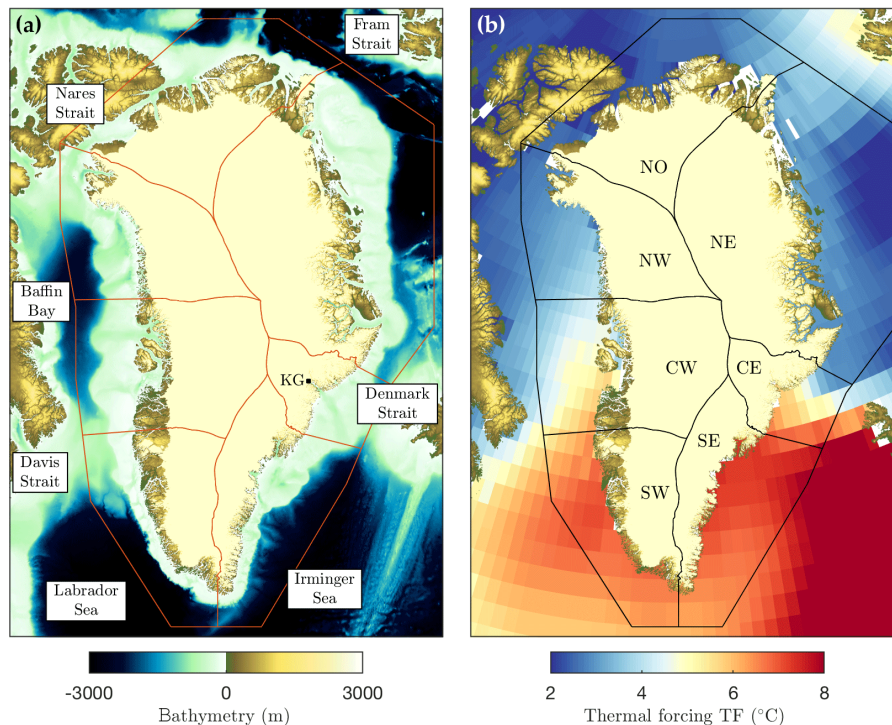 (a)
Fram
Strait
Nares
Strait
Baffin
Bay
KG
Denmark
Strait
Davis
Strait
Labrador
Sea
Irminger
Sea
-3000
0
3000
Bathymetry (m)
(b)
NO
NE
NW
CW
CE
SE
SW
2
4
6
8
Thermal forcing TF (°C)